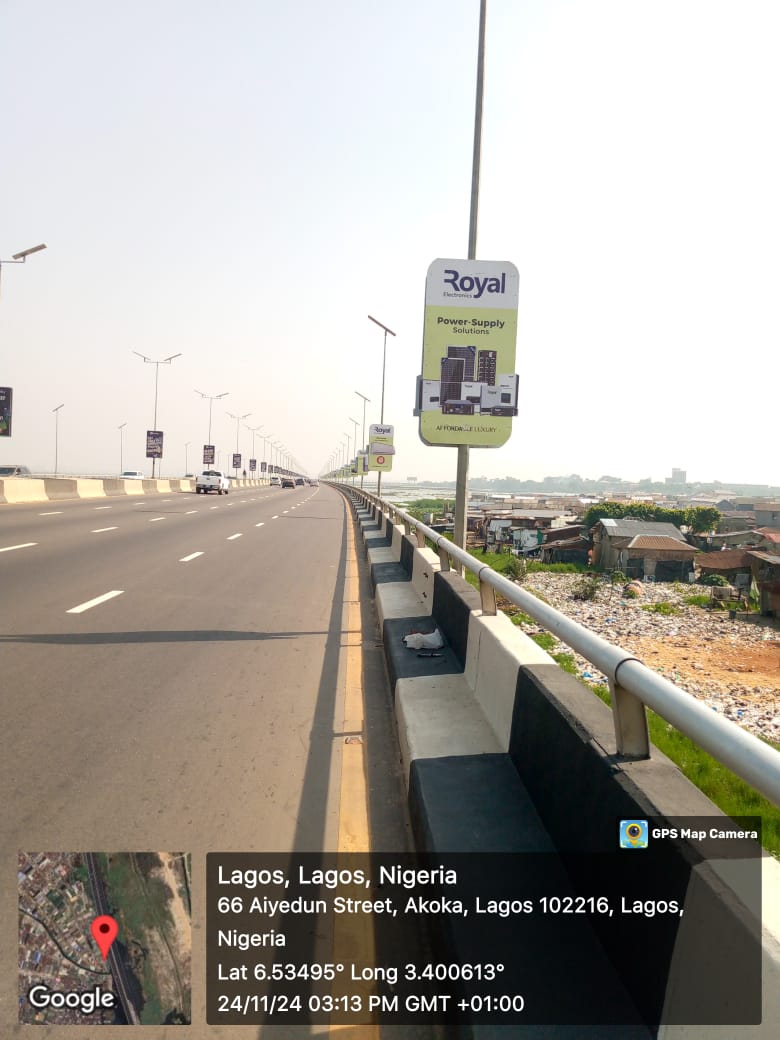 Royal
Electronics
Power-Supply
Solutions
Royal
AFFORDABLE LUXURY
Royal
GPS Map Camera
Lagos, Lagos, Nigeria
66 Aiyedun Street, Akoka, Lagos 102216, Lagos,
Nigeria
Lat 6.53495° Long 3.400613°
24/11/24 03:13 PM GMT +01:00
Google